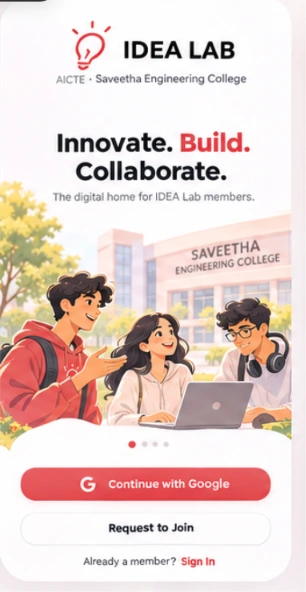 IDEA LAB
AICTE · Saveetha Engineering College
Innovate. Build.
Collaborate.
The digital home for IDEA Lab members.
SAVEETHA
ENGINEERING COLLEGE
G Continue with Google
Request to Join
Already a member? Sign In